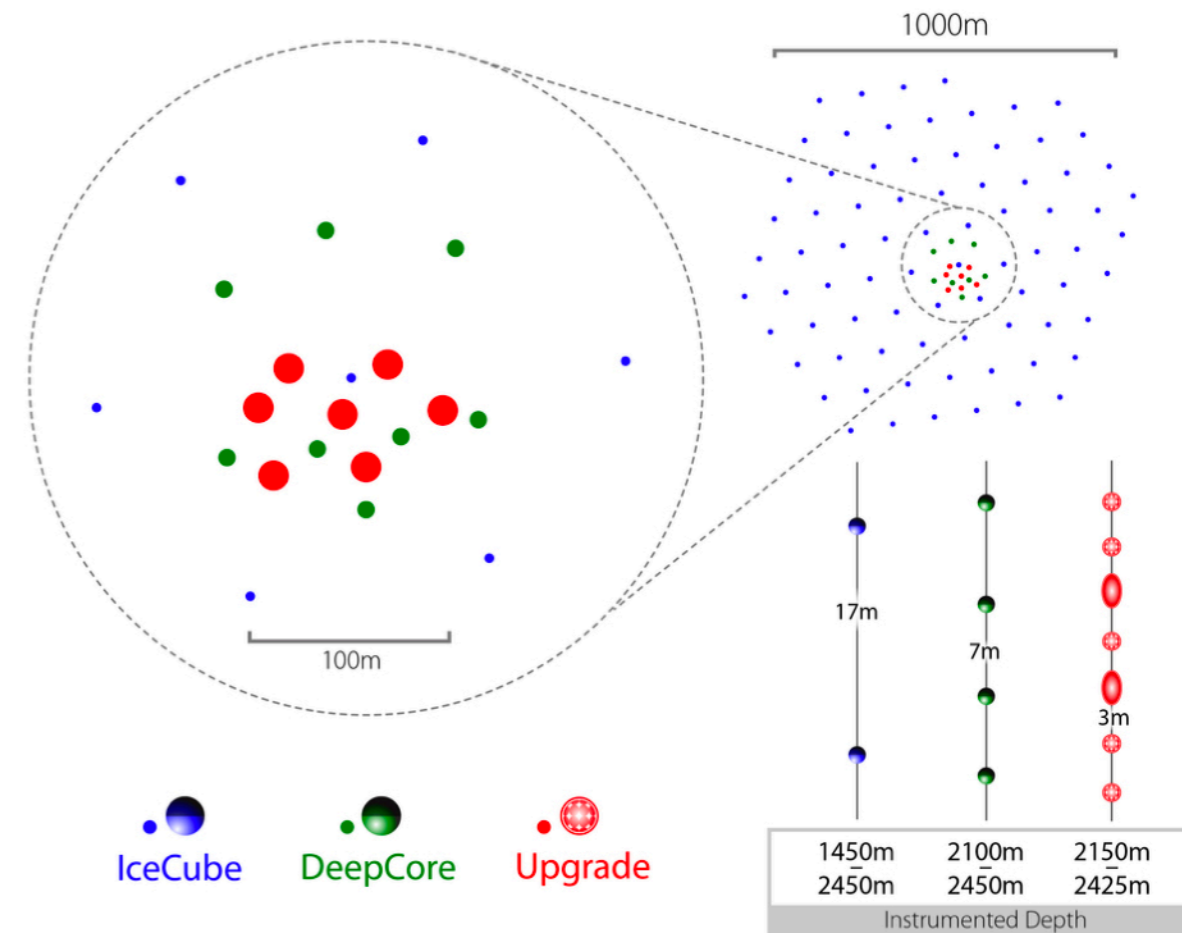 1000m
100m
17m
7m
3m
IceCube
DeepCore
Upgrade
1450m
–
2450m
2100m
–
2450m
2150m
–
2425m
Instrumented Depth